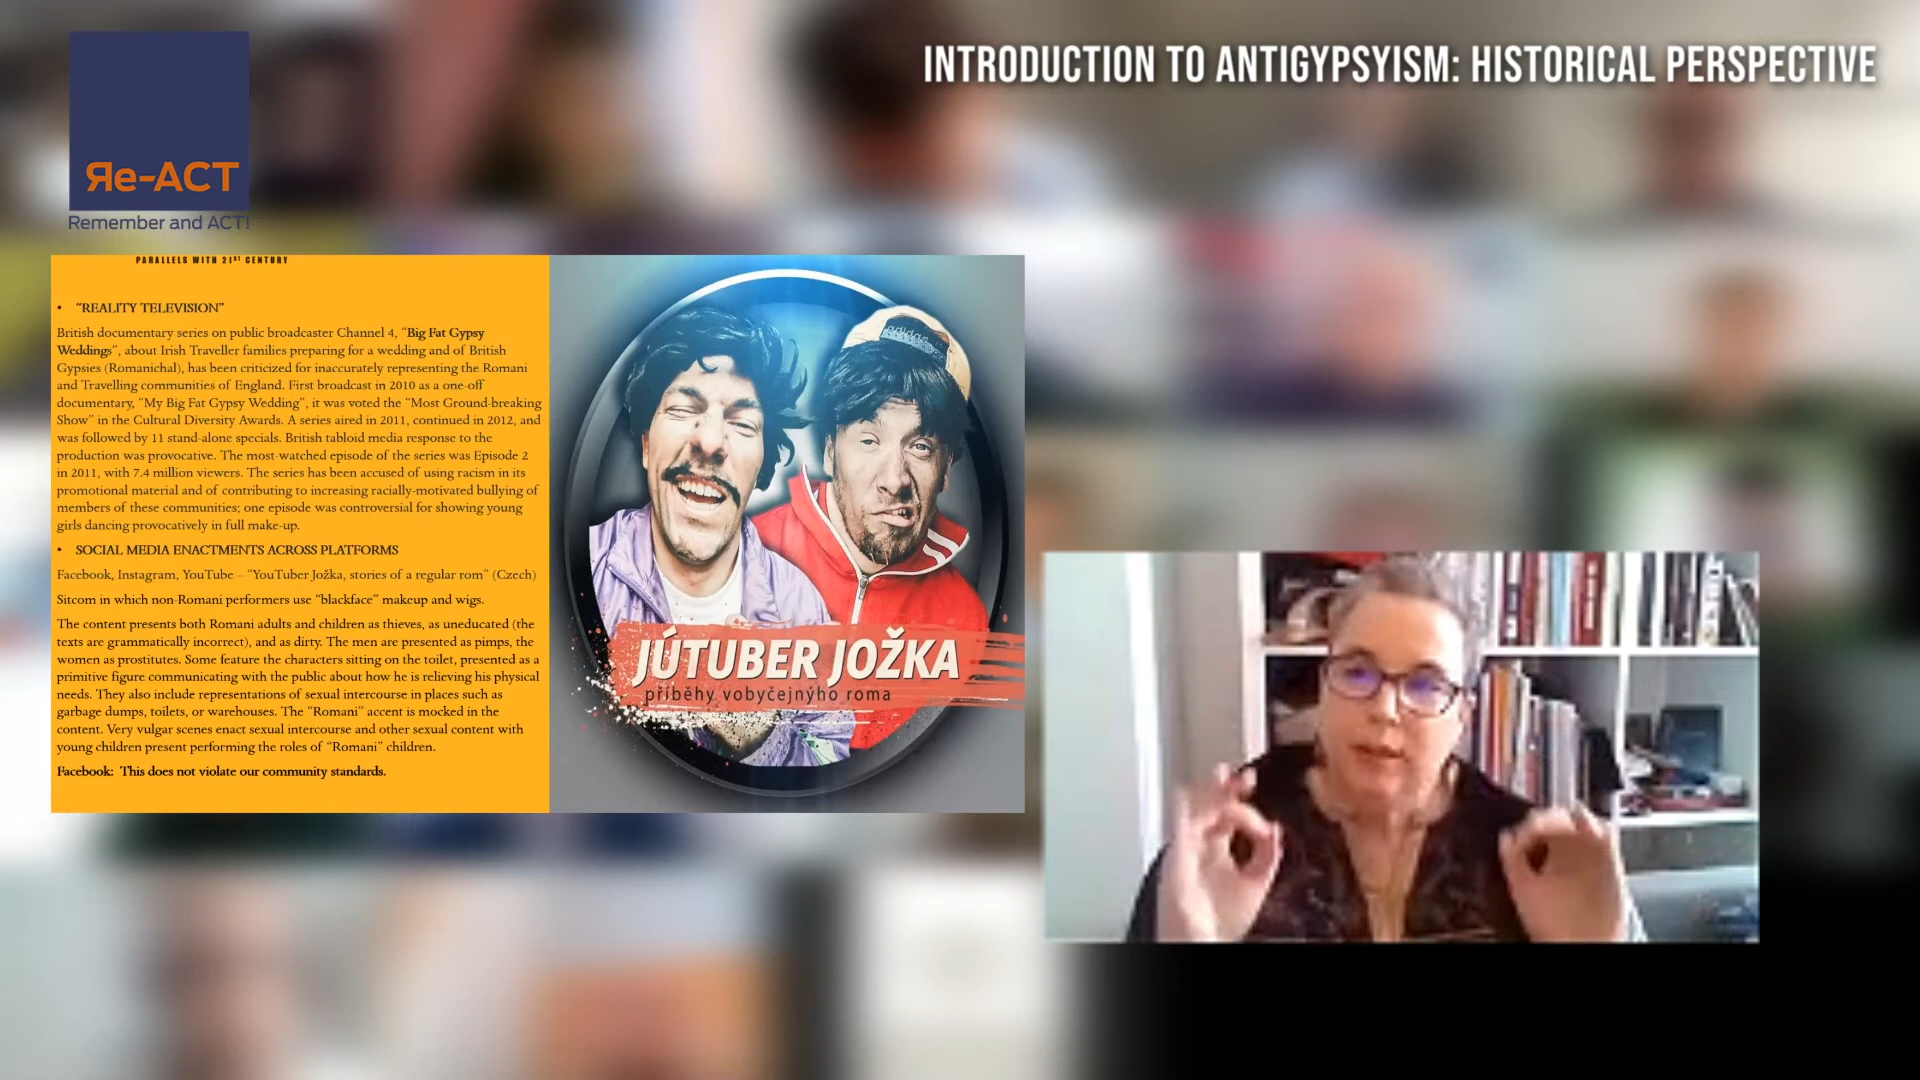 INTRODUCTION TO ANTIGYPSYISM: HISTORICAL PERSPECTIVE
Яe-ACT
Remember and ACT!
PARALLELS WITH 21ST CENTURY
• “REALITY TELEVISION”
British documentary series on public broadcaster Channel 4, “Big Fat Gypsy
Weddings”, about Irish Traveller families preparing for a wedding and of British
Gypsies (Romanichal), has been criticized for inaccurately representing the Romani
and Travelling communities of England. First broadcast in 2010 as a one-off
documentary, “My Big Fat Gypsy Wedding”, it was voted the “Most Ground-breaking
Show” in the Cultural Diversity Awards. A series aired in 2011, continued in 2012, and
was followed by 11 stand-alone specials. British tabloid media response to the
production was provocative. The most-watched episode of the series was Episode 2
in 2011, with 7.4 million viewers. The series has been accused of using racism in its
promotional material and of contributing to increasing racially-motivated bullying of
members of these communities; one episode was controversial for showing young
girls dancing provocatively in full make-up.
• SOCIAL MEDIA ENACTMENTS ACROSS PLATFORMS
Facebook, Instagram, YouTube – “YouTuber Jožka, stories of a regular rom” (Czech)
Sitcom in which non-Romani performers use “blackface” makeup and wigs.
The content presents both Romani adults and children as thieves, as uneducated (the
texts are grammatically incorrect), and as dirty. The men are presented as pimps, the
women as prostitutes. Some feature the characters sitting on the toilet, presented as a
primitive figure communicating with the public about how he is relieving his physical
needs. They also include representations of sexual intercourse in places such as
garbage dumps, toilets, or warehouses. The “Romani” accent is mocked in the
content. Very vulgar scenes enact sexual intercourse and other sexual content with
young children present performing the roles of “Romani” children.
Facebook: This does not violate our community standards.
adidas
JÚTUBER JOŽKA
příběhy vobyčejnýho roma